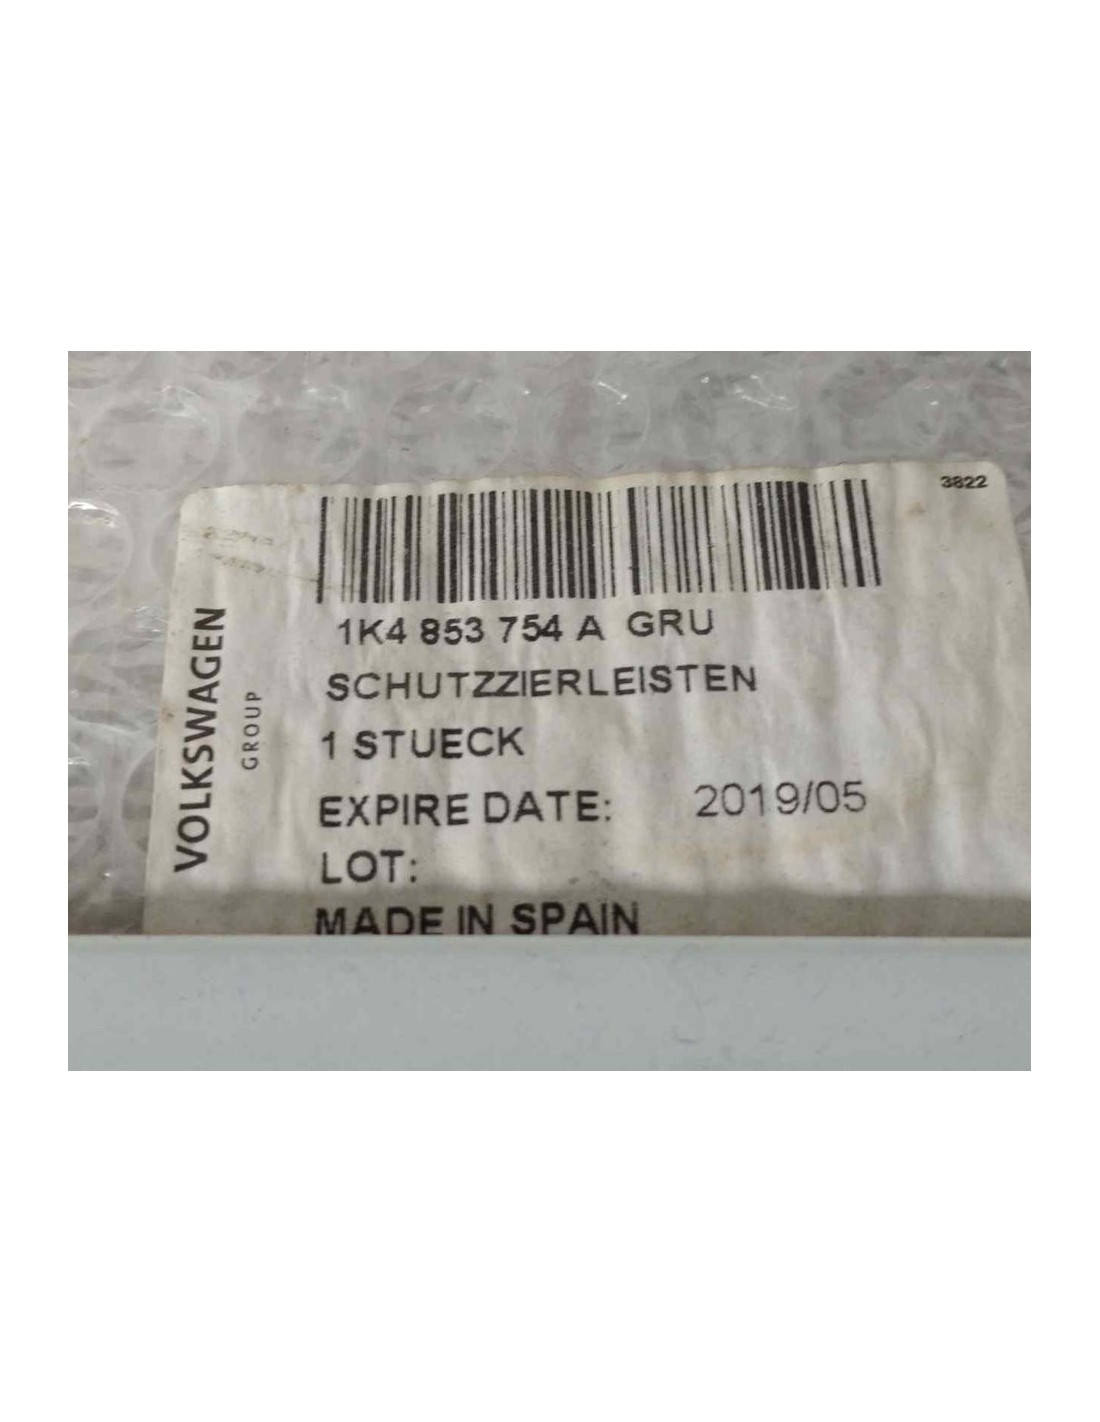 3822
1K4 853 754 A GRU
SCHUTZZIERLEISTEN
1 STUECK
EXPIRE DATE: 2019/05
LOT:
MADE IN SPAIN
VOLKSWAGEN
GROUP